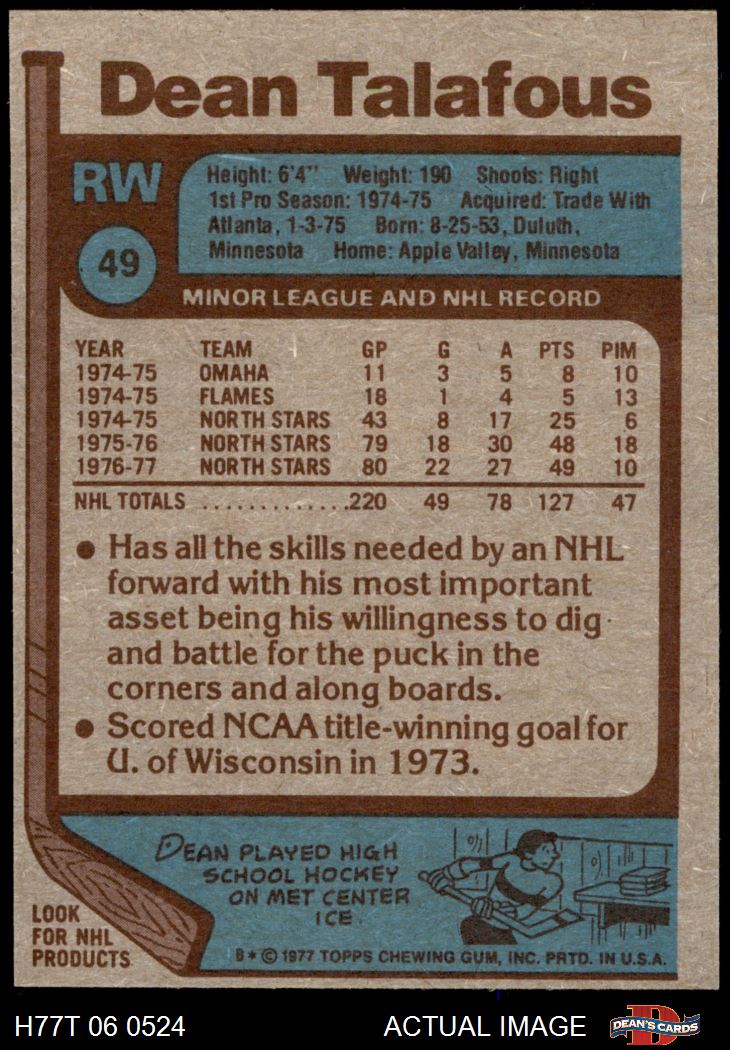 Dean Talafous
RW
49
Height: 6'4" Weight: 190 Shoots: Right
1st Pro Season: 1974-75 Acquired: Trade With
Atlanta, 1-3-75 Born: 8-25-53, Duluth,
Minnesota Home: Apple Valley, Minnesota
MINOR LEAGUE AND NHL RECORD
YEAR TEAM GP G A PTS PIM
1974-75 OMAHA 11 3 5 8 10
1974-75 FLAMES 18 1 4 5 13
1974-75 NORTH STARS 43 8 17 25 6
1975-76 NORTH STARS 79 18 30 48 18
1976-77 NORTH STARS 80 22 27 49 10
NHL TOTALS .............220 49 78 127 47
● Has all the skills needed by an NHL
forward with his most important
asset being his willingness to dig
and battle for the puck in the
corners and along boards.
● Scored NCAA title-winning goal for
U. of Wisconsin in 1973.
DEAN PLAYED HIGH
SCHOOL HOCKEY
ON MET CENTER
ICE.
LOOK
FOR NHL
PRODUCTS
B * © 1977 TOPPS CHEWING GUM, INC. PRTD. IN U.S.A.
H77T 06 0524 ACTUAL IMAGE DEAN'S CARDS